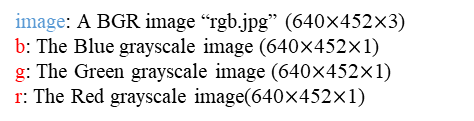 image: A BGR image “rgb.jpg” (640×452×3)
b: The Blue grayscale image (640×452×1)
g: The Green grayscale image (640×452×1)
r: The Red grayscale image(640×452×1)